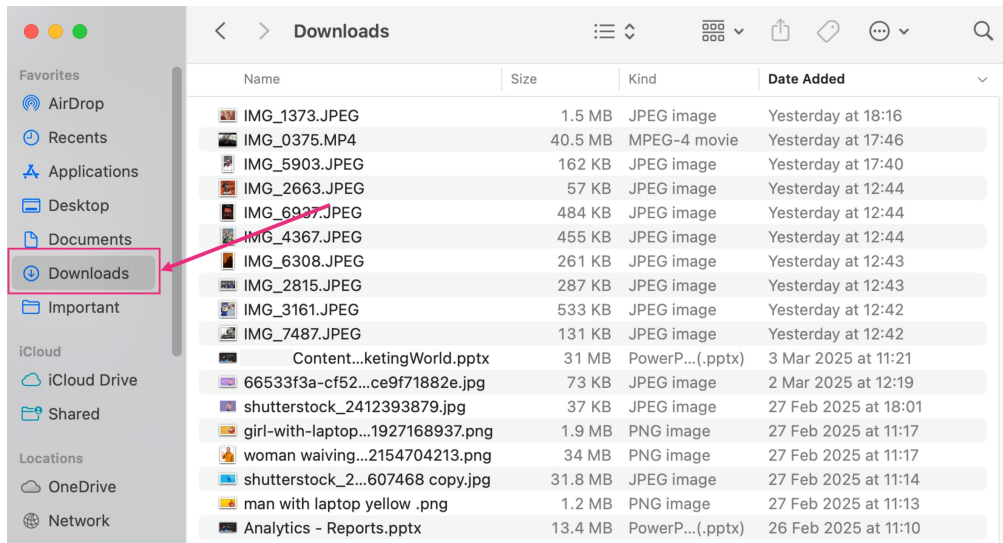 Downloads
Favorites
AirDrop
Recents
Applications
Desktop
Documents
Downloads
Important
iCloud
iCloud Drive
Shared
Locations
OneDrive
Network
Name Size Kind Date Added
IMG_1373.JPEG 1.5 MB JPEG image Yesterday at 18:16
IMG_0375.MP4 40.5 MB MPEG-4 movie Yesterday at 17:46
IMG_5903.JPEG 162 KB JPEG image Yesterday at 17:40
IMG_2663.JPEG 57 KB JPEG image Yesterday at 12:44
IMG_6937.JPEG 484 KB JPEG image Yesterday at 12:44
IMG_4367.JPEG 455 KB JPEG image Yesterday at 12:44
IMG_6308.JPEG 261 KB JPEG image Yesterday at 12:43
IMG_2815.JPEG 287 KB JPEG image Yesterday at 12:43
IMG_3161.JPEG 533 KB JPEG image Yesterday at 12:42
IMG_7487.JPEG 131 KB JPEG image Yesterday at 12:42
Content...ketingWorld.pptx 31 MB PowerP...(.pptx) 3 Mar 2025 at 11:21
66533f3a-cf52...ce9f71882e.jpg 73 KB JPEG image 2 Mar 2025 at 12:19
shutterstock_2412393879.jpg 37 KB JPEG image 27 Feb 2025 at 18:01
girl-with-laptop...1927168937.png 1.9 MB PNG image 27 Feb 2025 at 11:17
woman waiving...2154704213.png 34 MB PNG image 27 Feb 2025 at 11:17
shutterstock_2...607468 copy.jpg 31.8 MB JPEG image 27 Feb 2025 at 11:14
man with laptop yellow .png 1.2 MB PNG image 27 Feb 2025 at 11:13
Analytics - Reports.pptx 13.4 MB PowerP...(.pptx) 26 Feb 2025 at 11:10